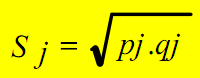 S j = √pj .qj